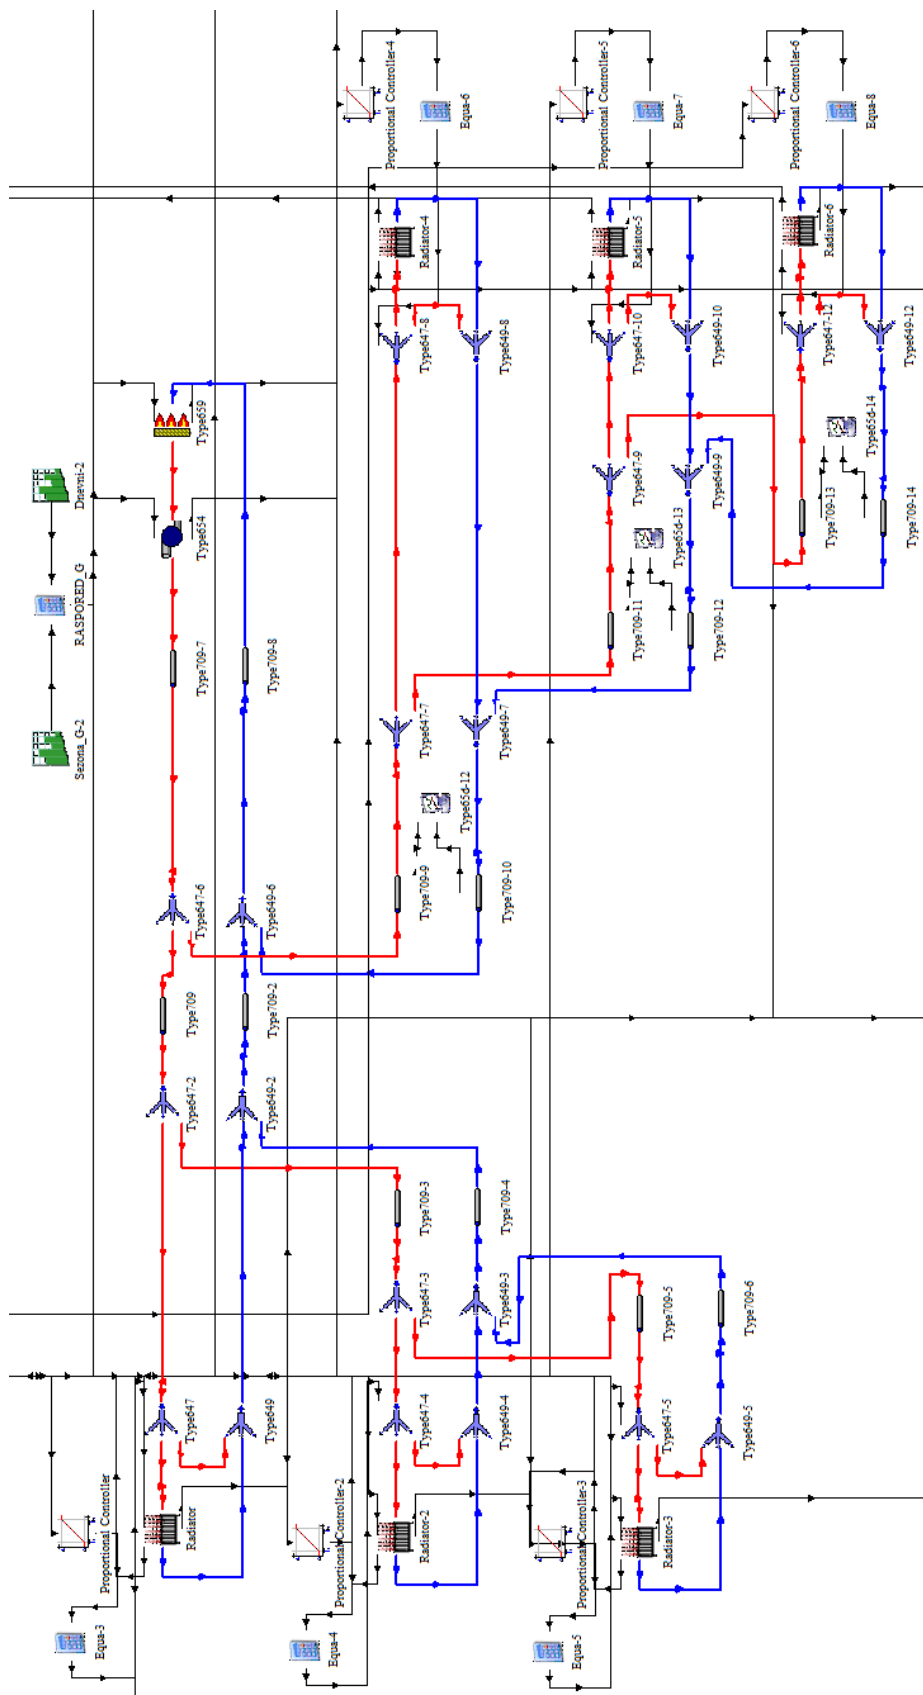 Proportional Controller-4
Equa-6
Proportional Controller-5
Equa-7
Proportional Controller-6
Equa-8
Radiator-4
Radiator-5
Radiator-6
Type647-8
Type649-8
Type647-10
Type649-10
Type647-12
Type649-12
Type659
Dnevni-2
Type654
RASPORED_G
Type647-9
Type649-9
Type65d-14
Type709-13
Type709-14
Type65d-13
Type709-11
Type709-12
Type709-7
Type709-8
Sezona_G-2
Type647-7
Type649-7
Type65d-12
Type709-9
Type709-10
Type647-6
Type649-6
Type709
Type709-2
Type647-2
Type649-2
Type709-3
Type709-4
Type647-3
Type649-3
Type709-5
Type709-6
Type647
Type649
Type647-4
Type649-4
Type647-5
Type649-5
Proportional Controller
Radiator
Proportional Controller-2
Radiator-2
Proportional Controller-3
Radiator-3
Equa-3
Equa-4
Equa-5